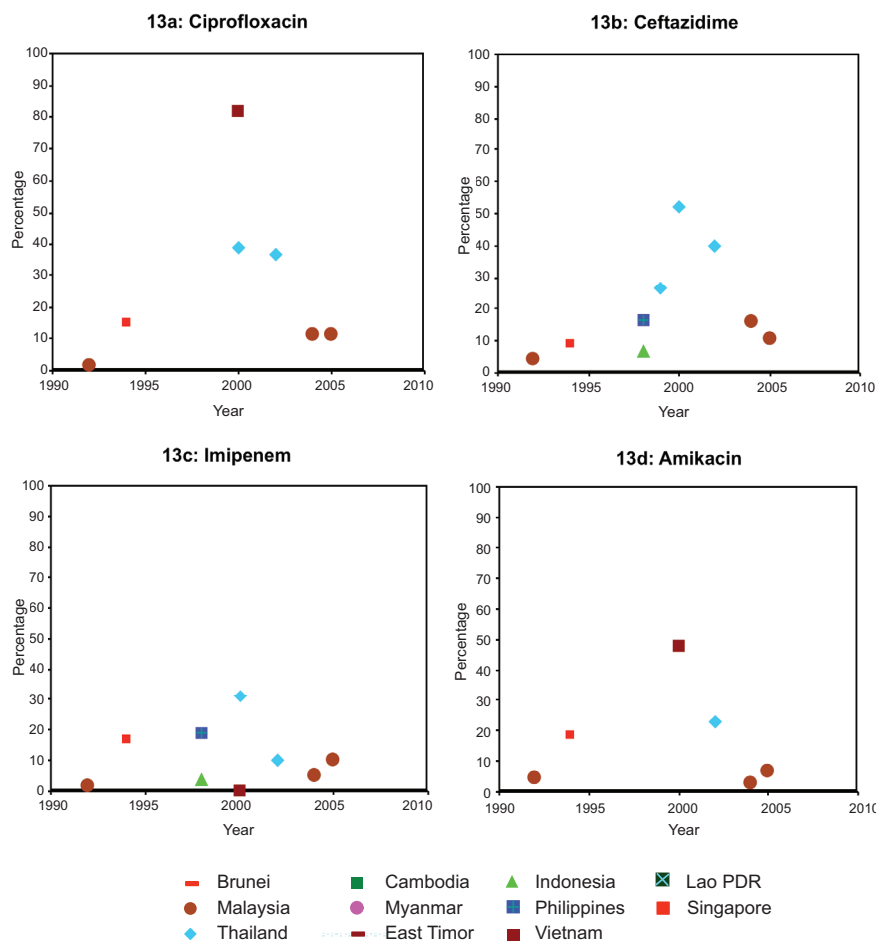 13a: Ciprofloxacin
100
90
80
70
60
50
40
30
20
10
0
Percentage
1990 1995 2000 2005 2010
Year
13b: Ceftazidime
100
90
80
70
60
50
40
30
20
10
0
Percentage
1990 1995 2000 2005 2010
Year
13c: Imipenem
100
90
80
70
60
50
40
30
20
10
0
Percentage
1990 1995 2000 2005 2010
Year
13d: Amikacin
100
90
80
70
60
50
40
30
20
10
0
Percentage
1990 1995 2000 2005 2010
Year
Brunei Cambodia Indonesia Lao PDR
Malaysia Myanmar Philippines Singapore
Thailand East Timor Vietnam